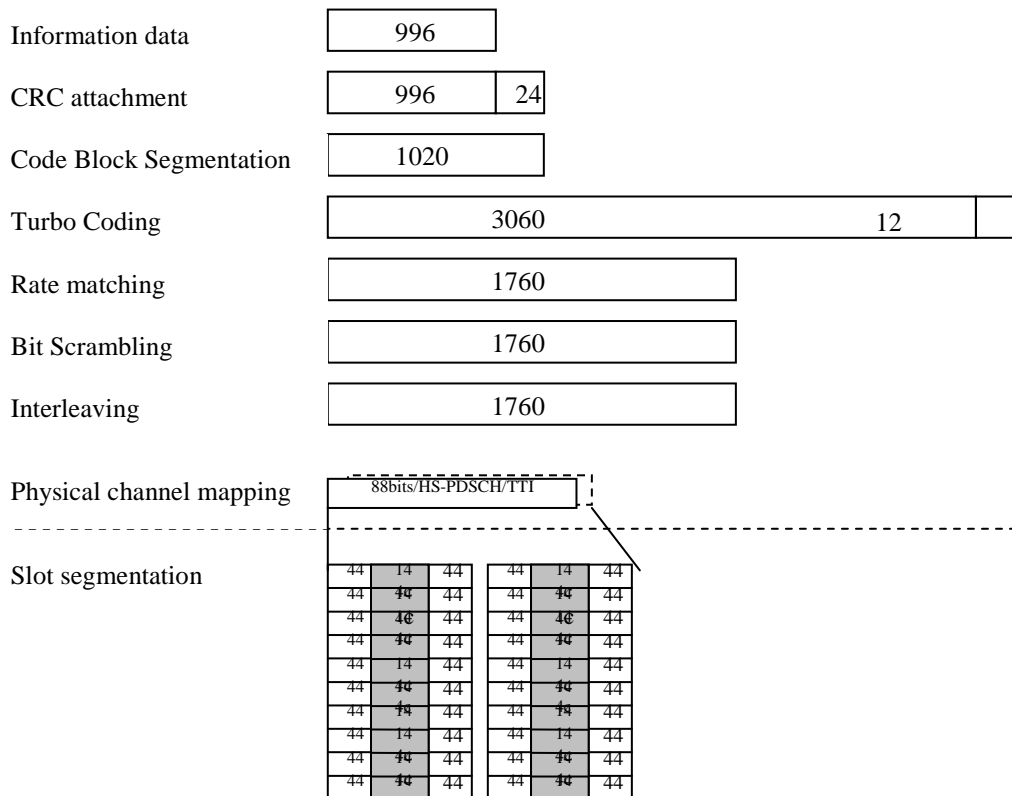 Information data 996
CRC attachment 996 24
Code Block Segmentation 1020
Turbo Coding 3060 12
Rate matching 1760
Bit Scrambling 1760
Interleaving 1760
Physical channel mapping 88bits/HS-PDSCH/TTI
Slot segmentation
44 14 44 44 14 44
44 44 44 44
44 44 44 44
44 44 44 44
44 14 44 44 14 44
44 44 44 44
44 14 44 44 14 44
44 14 44 44 14 44
44 44 44 44
44 44 44 44